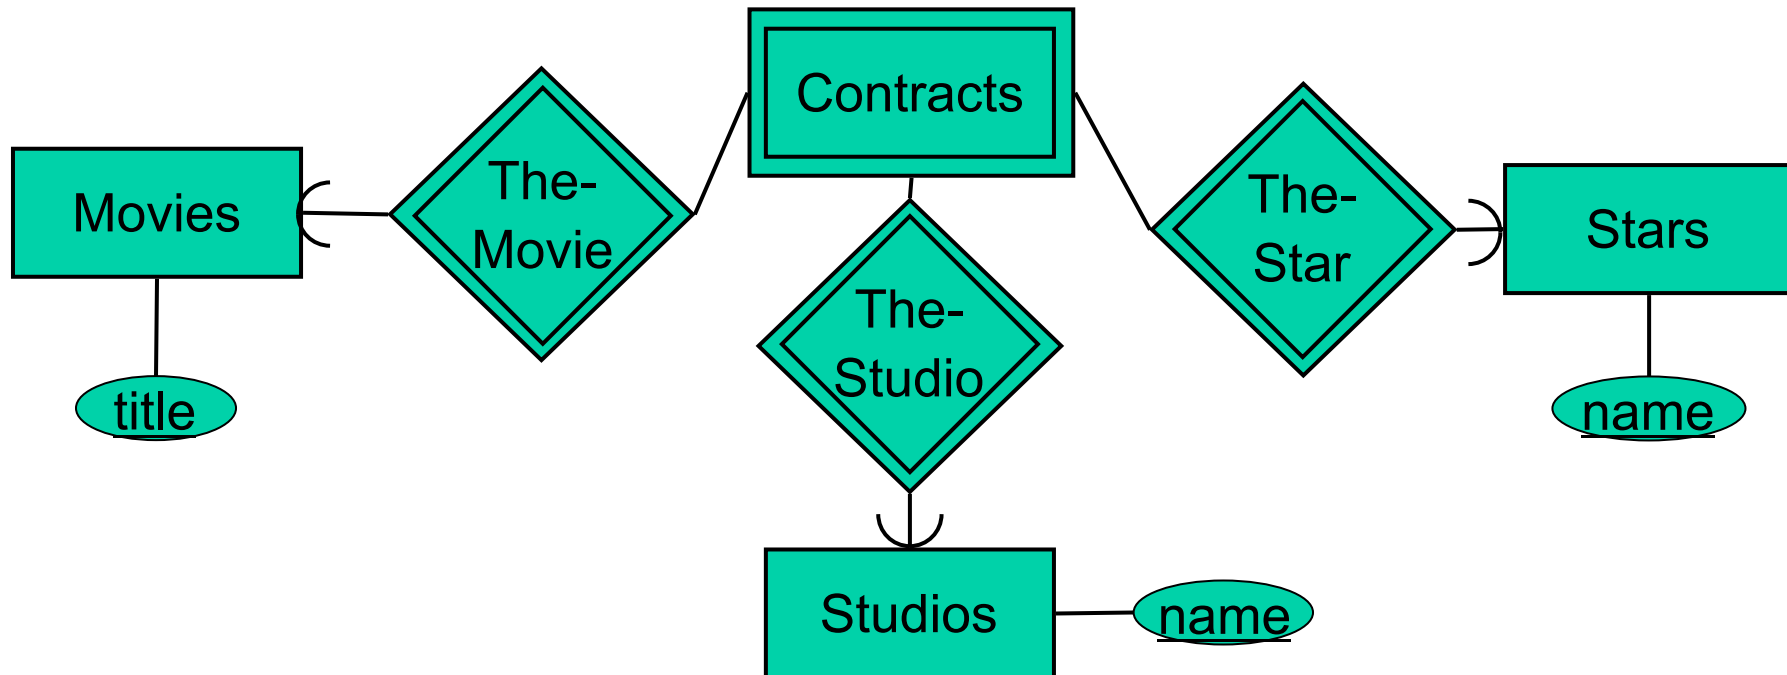 Contracts
The-
Movie
Movies
The-
Star
Stars
The-
Studio
title
name
Studios
name